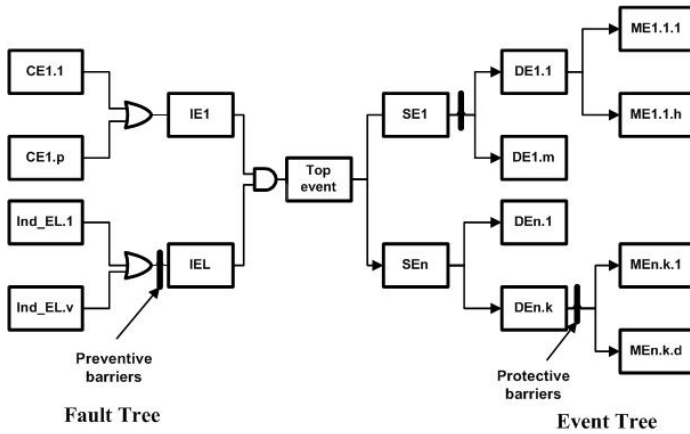 CE1.1
CE1.p
Ind_EL.1
Ind_EL.v
IE1
IEL
Preventive
barriers
Fault Tree
Top
event
SE1
SEn
DE1.1
DE1.m
DEn.1
DEn.k
ME1.1.1
ME1.1.h
MEn.k.1
MEn.k.d
Protective
barriers
Event Tree